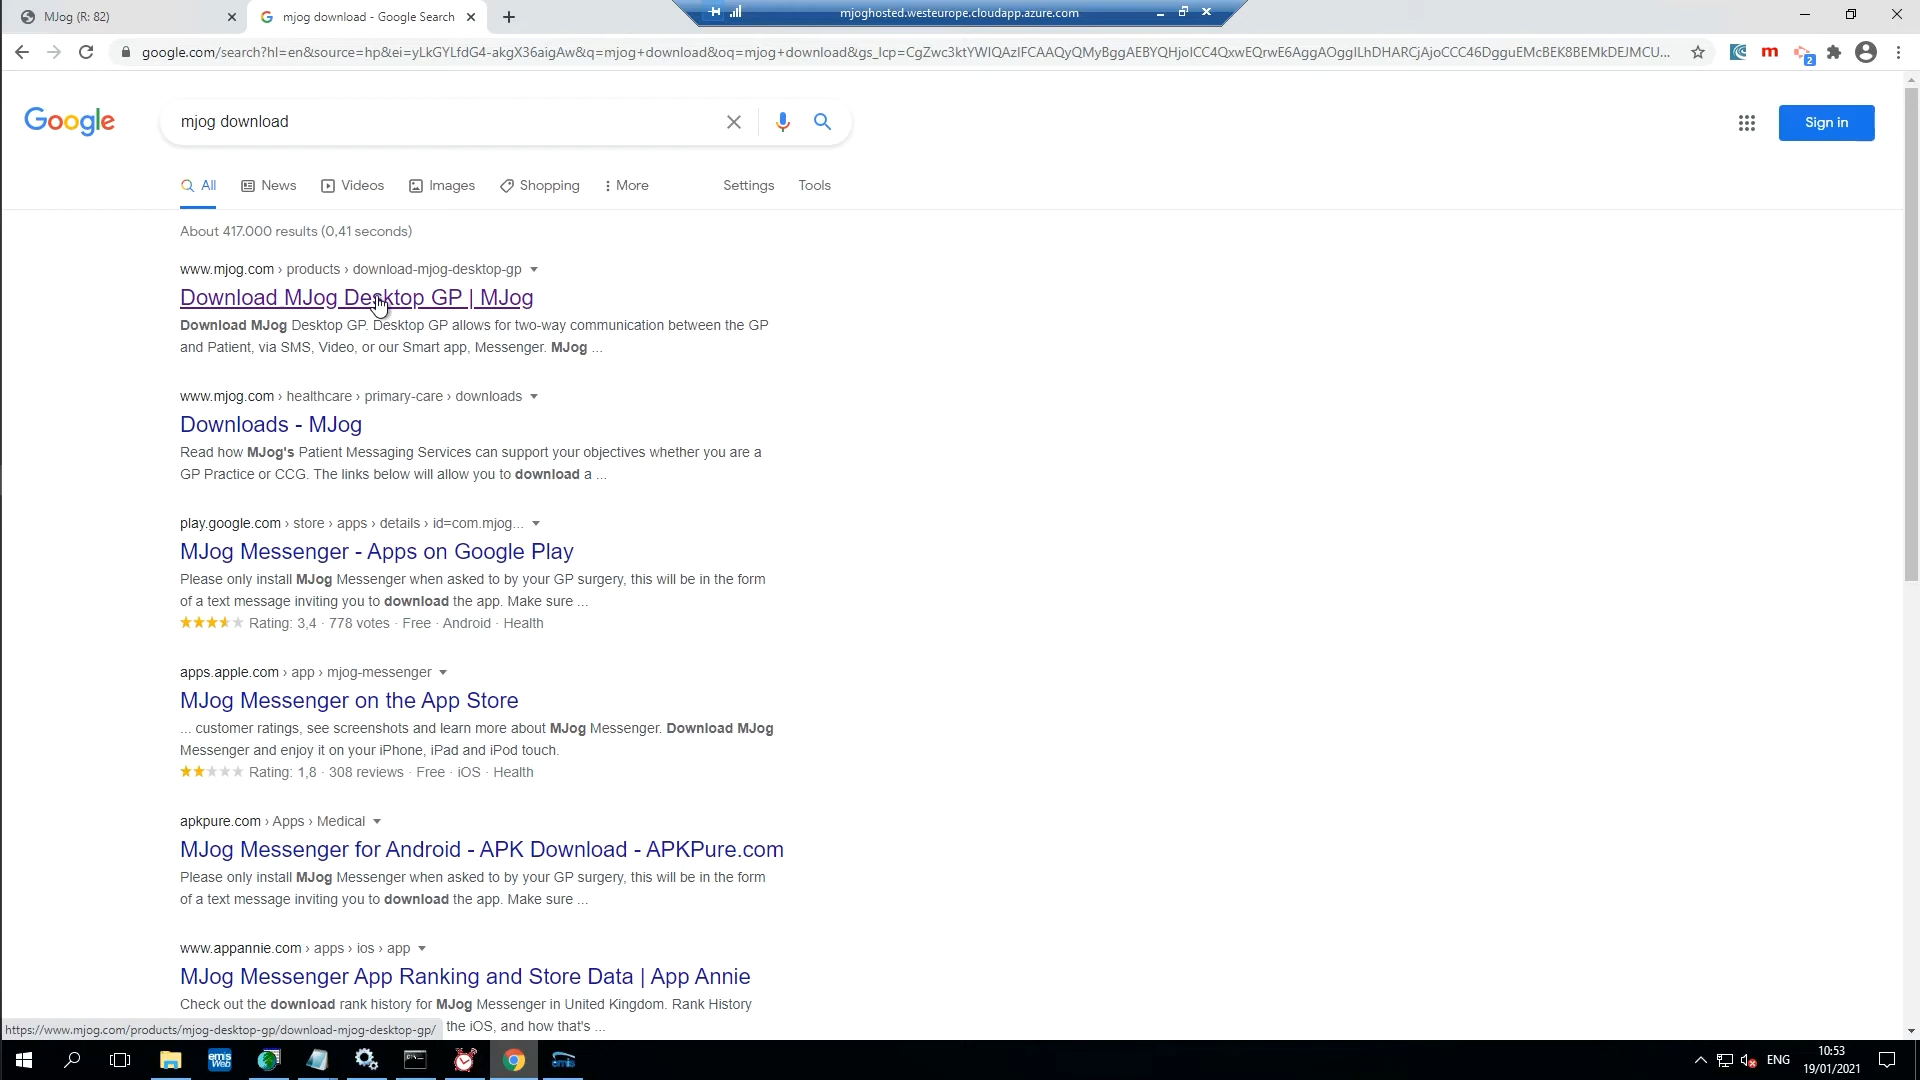 MJog (R: 82)
mjog download - Google Search
mjoghosted.westeurope.cloudapp.azure.com
google.com/search?hl=en&source=hp&ei=yLkGYLfdG4-akgX36aigAw&q=mjog+download&oq=mjog+download&gs_lcp=CgZwc3ktYWIQAzIFCAAQyQMyBggAEBYQHjoICC4QxwEQrwE6AggAOggILhDHARCjAjoCCC46DgguEMcBEK8BEMkDEJMCU...
2
Google
mjog download
Sign in
All
News
Videos
Images
Shopping
More
Settings
Tools
About 417.000 results (0,41 seconds)
www.mjog.com › products › download-mjog-desktop-gp
Download MJog Desktop GP | MJog
Download MJog Desktop GP. Desktop GP allows for two-way communication between the GP
and Patient, via SMS, Video, or our Smart app, Messenger. MJog ...
www.mjog.com › healthcare › primary-care › downloads
Downloads - MJog
Read how MJog's Patient Messaging Services can support your objectives whether you are a
GP Practice or CCG. The links below will allow you to download a ...
play.google.com › store › apps › details › id=com.mjog...
MJog Messenger - Apps on Google Play
Please only install MJog Messenger when asked to by your GP surgery, this will be in the form
of a text message inviting you to download the app. Make sure ...
Rating: 3,4 · 778 votes · Free · Android · Health
apps.apple.com › app › mjog-messenger
MJog Messenger on the App Store
... customer ratings, see screenshots and learn more about MJog Messenger. Download MJog
Messenger and enjoy it on your iPhone, iPad and iPod touch.
Rating: 1,8 · 308 reviews · Free · iOS · Health
apkpure.com › Apps › Medical
MJog Messenger for Android - APK Download - APKPure.com
Please only install MJog Messenger when asked to by your GP surgery, this will be in the form
of a text message inviting you to download the app. Make sure ...
www.appannie.com › apps › ios › app
MJog Messenger App Ranking and Store Data | App Annie
Check out the download rank history for MJog Messenger in United Kingdom. Rank History
the iOS, and how that's ...
https://www.mjog.com/products/mjog-desktop-gp/download-mjog-desktop-gp/
emis
Web
emis
ENG
10:53
19/01/2021